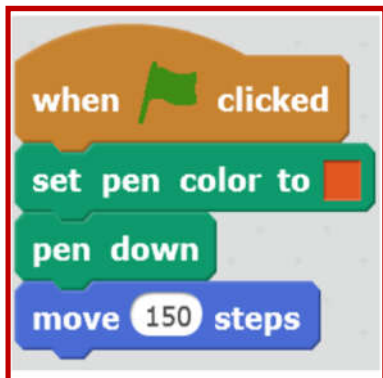 when clicked
set pen color to
pen down
move 150 steps